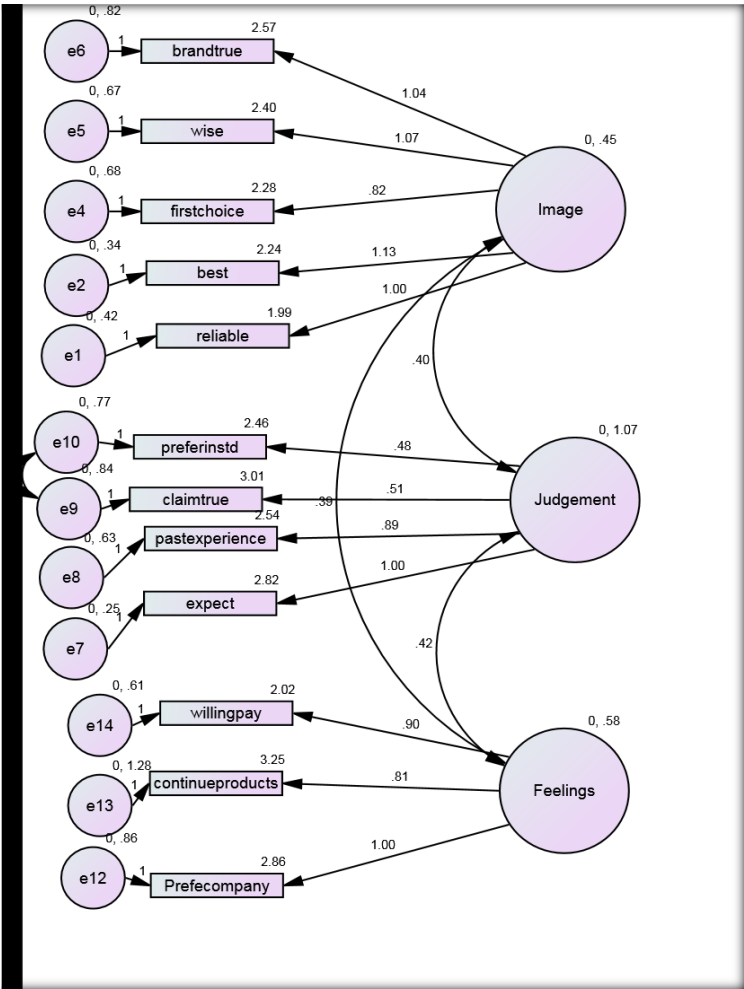 0, .82
e6
1
2.57
brandtrue
1.04
0, .67
e5
1
2.40
wise
1.07
0, .45
Image
0, .68
e4
1
2.28
firstchoice
.82
0, .34
e2
1
2.24
best
1.13
0, .42
e1
1
1.99
reliable
1.00
.40
0, .77
e10
1
2.46
preferinstd
.48
0, 1.07
Judgement
0, .84
e9
1
3.01
claimtrue
.51
.39
0, .63
e8
1
2.54
pastexperience
.89
0, .25
e7
1
2.82
expect
1.00
.42
0, .61
e14
1
2.02
willingpay
.90
0, .58
Feelings
0, 1.28
e13
1
3.25
continueproducts
.81
0, .86
e12
1
2.86
Prefecompany
1.00